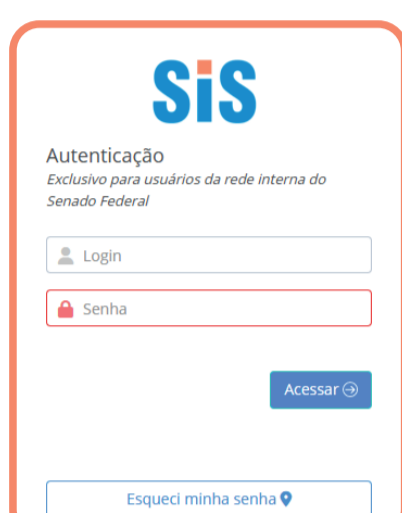 SiS
Autenticação
Exclusivo para usuários da rede interna do
Senado Federal
Login
Senha
Acessar
Esqueci minha senha